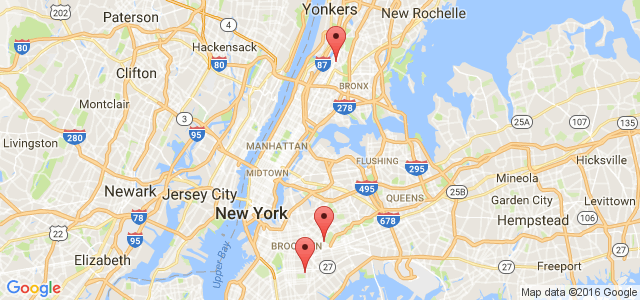 202
Paterson
Yonkers
New Rochelle
4
Hackensack
80
80
87
Clifton
BRONX
278
Montclair
3
95
25A
107
135
Livingston
280
MANHATTAN
FLUSHING
Hicksville
MIDTOWN
295
Mineola
Newark
Jersey City
495
QUEENS
25B
Garden City
Levittown
78
New York
678
Hempstead
106
22
95
Upper Bay
BROOKLYN
Elizabeth
27
Freeport
27
Google
Map data ©2016 Google